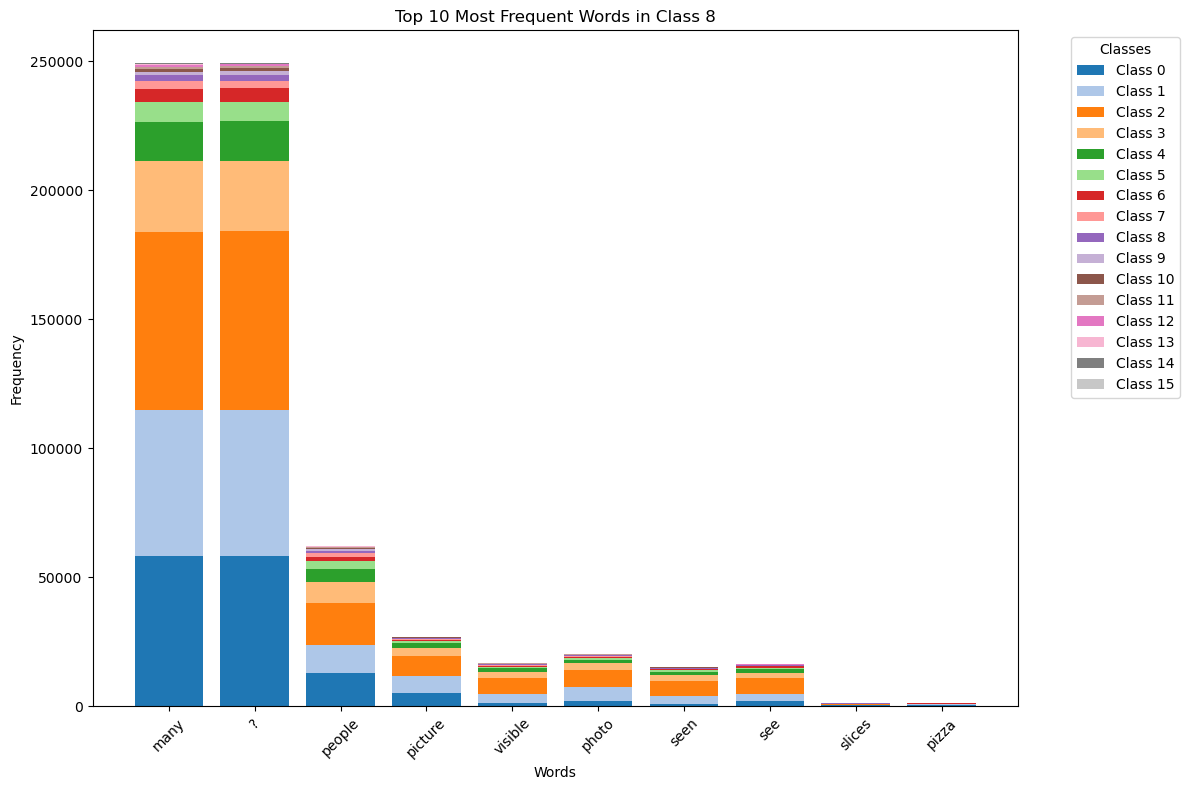 Top 10 Most Frequent Words in Class 8
Frequency
250000
200000
150000
100000
50000
0
many
?
people
picture
visible
photo
seen
see
slices
pizza
Words
Classes
Class 0
Class 1
Class 2
Class 3
Class 4
Class 5
Class 6
Class 7
Class 8
Class 9
Class 10
Class 11
Class 12
Class 13
Class 14
Class 15